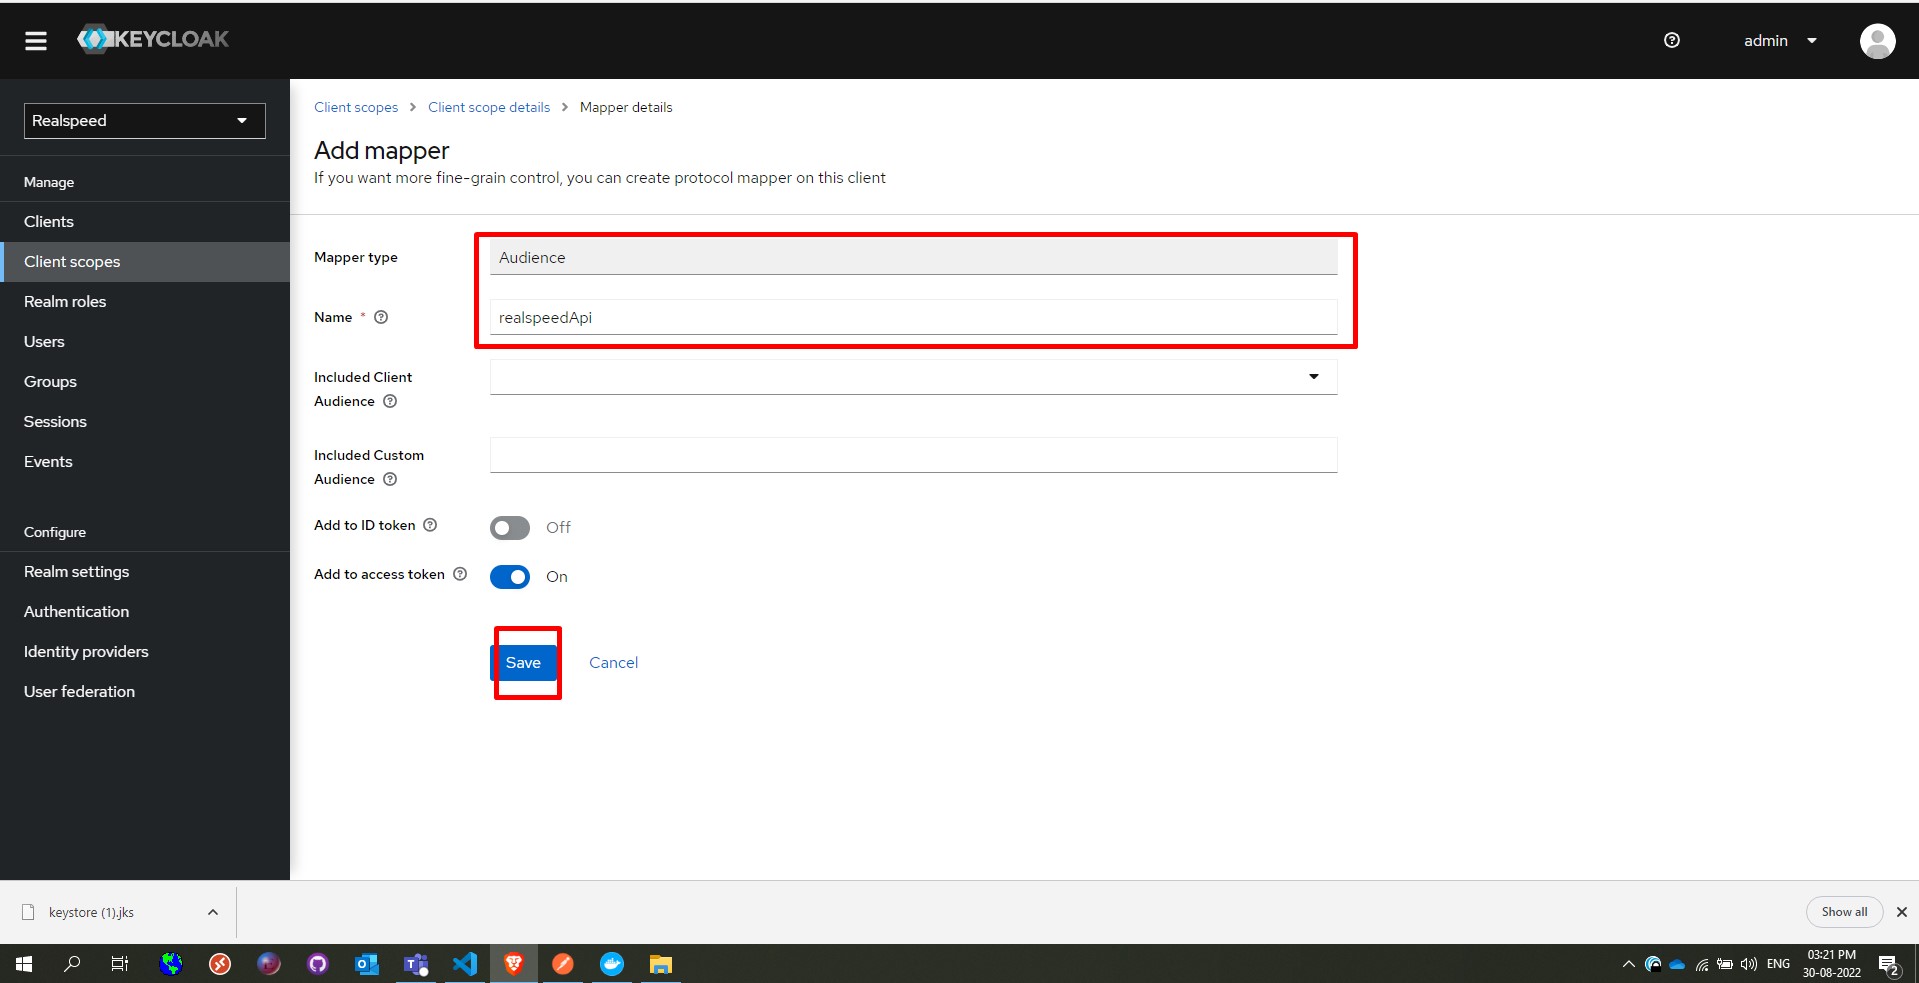 KEYCLOAK
admin
Realspeed
Manage
Clients
Client scopes
Realm roles
Users
Groups
Sessions
Events
Configure
Realm settings
Authentication
Identity providers
User federation
Client scopes > Client scope details > Mapper details
Add mapper
If you want more fine-grain control, you can create protocol mapper on this client
Mapper type
Audience
Name *
realspeedApi
Included Client
Audience
Included Custom
Audience
Add to ID token
Off
Add to access token
On
Save
Cancel
keystore (1).jks
Show all
ENG
03:21 PM
30-08-2022
2